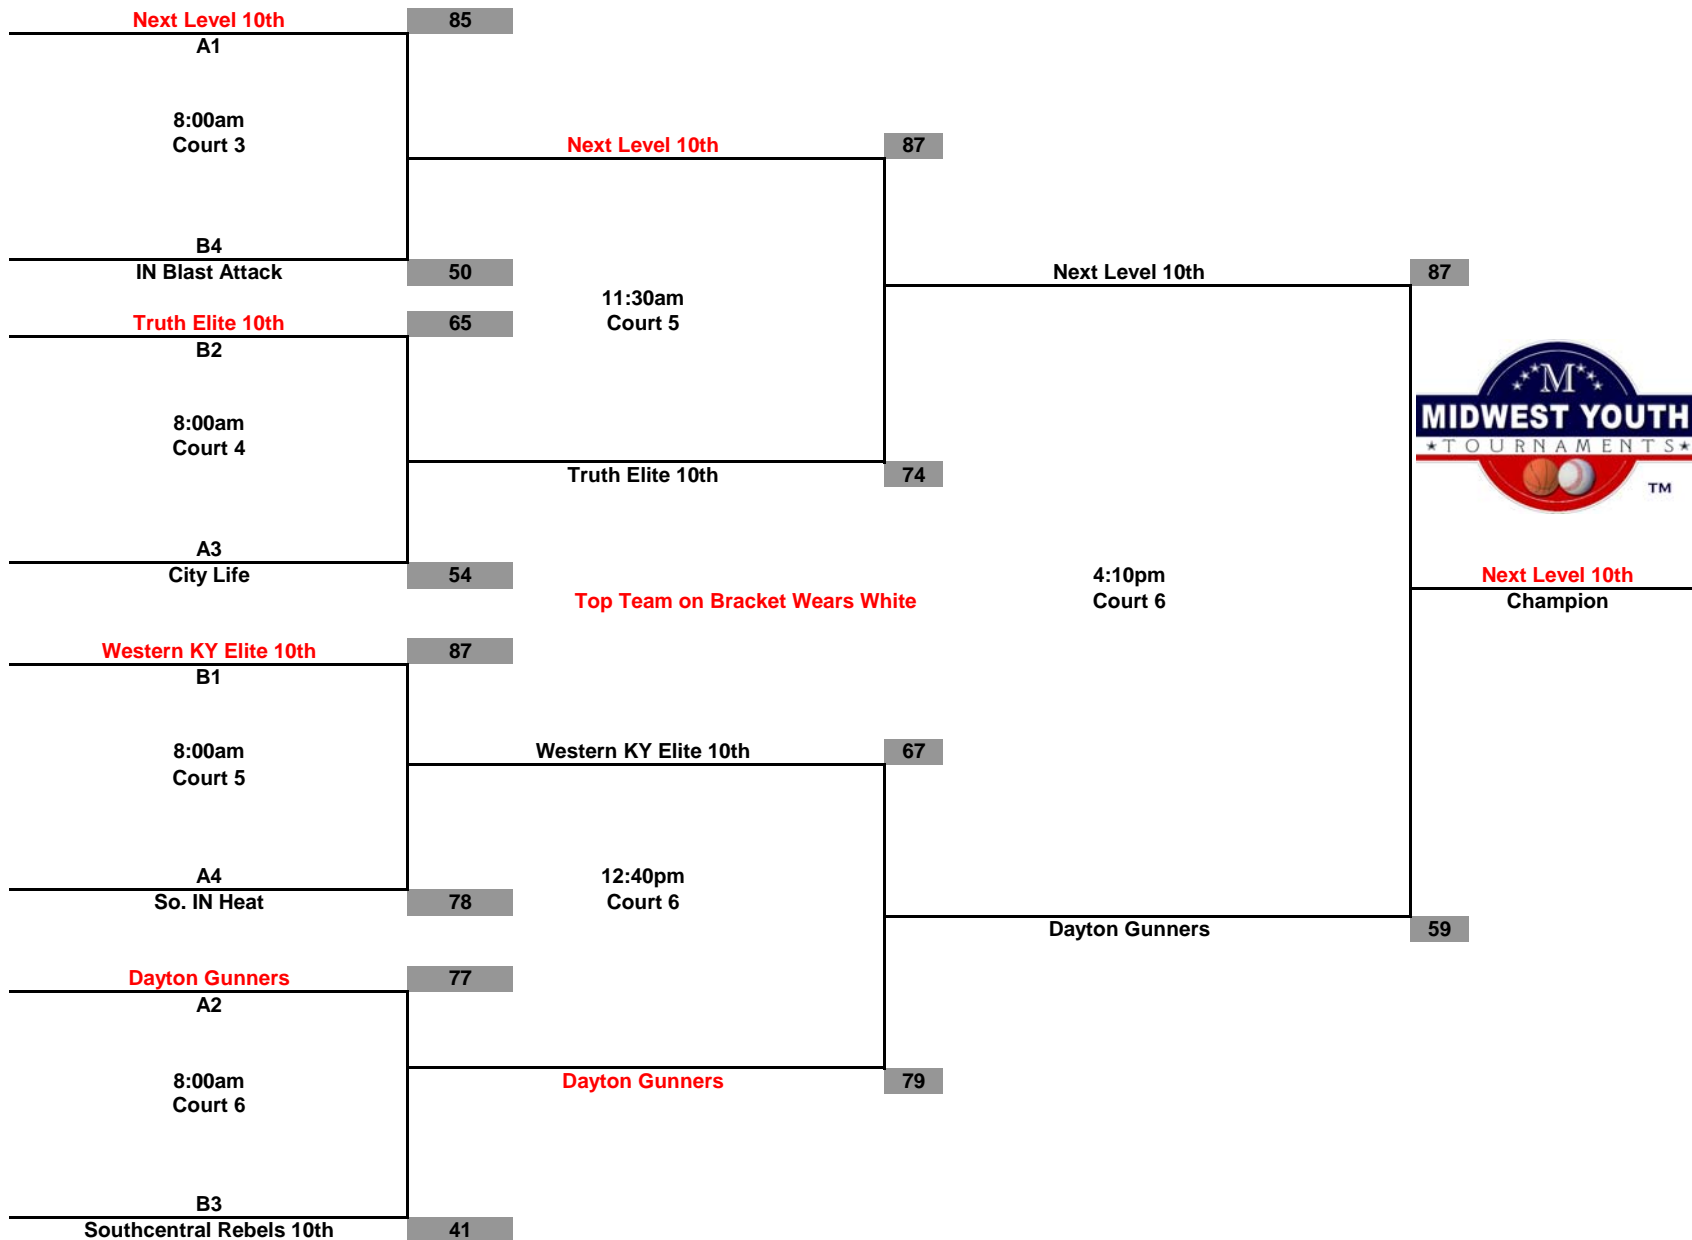 Next Level 10th 85
A1
8:00am
Court 3
Next Level 10th 87
B4
IN Blast Attack 50
Next Level 10th 87
11:30am
Court 5
Truth Elite 10th 65
B2
8:00am
Court 4
M
MIDWEST YOUTH
TOURNAMENTS
TM
Truth Elite 10th 74
A3
City Life 54
4:10pm
Court 6
Next Level 10th
Champion
Top Team on Bracket Wears White
Western KY Elite 10th 87
B1
8:00am
Court 5
Western KY Elite 10th 67
A4
So. IN Heat 78
12:40pm
Court 6
Dayton Gunners 59
Dayton Gunners 77
A2
8:00am
Court 6
Dayton Gunners 79
B3
Southcentral Rebels 10th 41